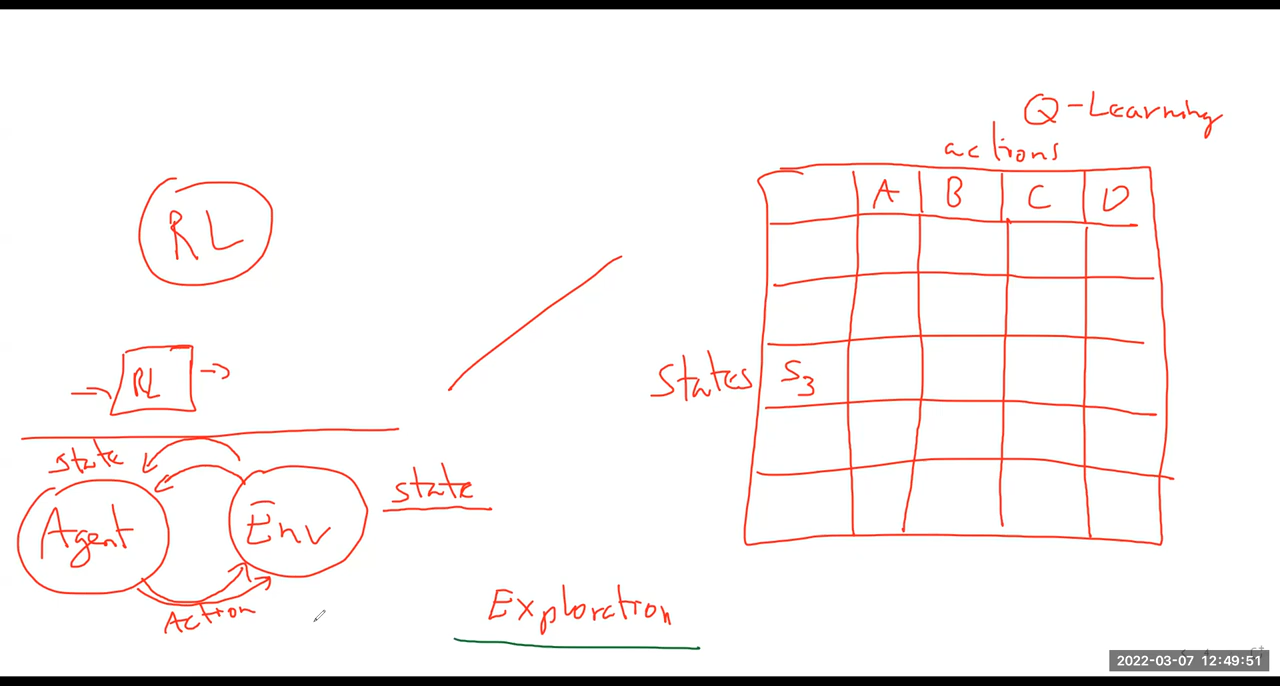 Q-Learning
actions
A B C D
RL
RL
States S3
state
Agent
Env
state
Action
Exploration
2022-03-07 12:49:51